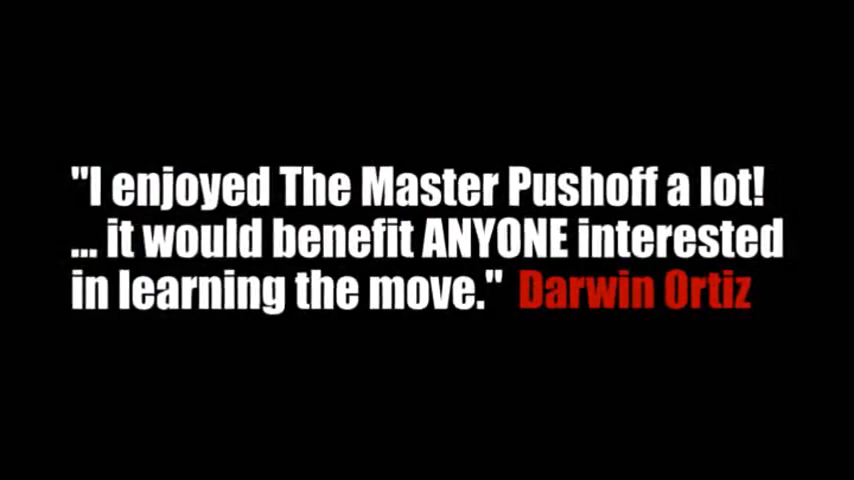 "I enjoyed The Master Pushoff a lot!
... it would benefit ANYONE interested
in learning the move." Darwin Ortiz